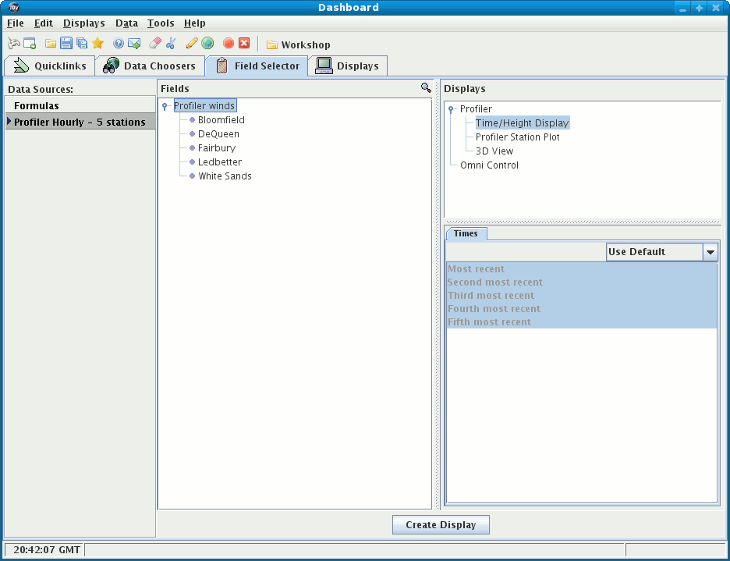 Dashboard
File Edit Displays Data Tools Help
Workshop
Quicklinks Data Choosers Field Selector Displays
Data Sources:
Formulas
Profiler Hourly - 5 stations
Fields
Profiler winds
Bloomfield
DeQueen
Fairbury
Ledbetter
White Sands
Displays
Profiler
Time/Height Display
Profiler Station Plot
3D View
Omni Control
Times
Use Default
Most recent
Second most recent
Third most recent
Fourth most recent
Fifth most recent
Create Display
20:42:07 GMT